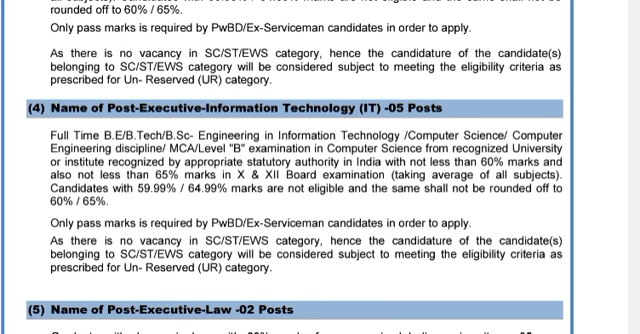 rounded off to 60% / 65%.
Only pass marks is required by PwBD/Ex-Serviceman candidates in order to apply.
As there is no vacancy in SC/ST/EWS category, hence the candidature of the candidate(s)
belonging to SC/ST/EWS category will be considered subject to meeting the eligibility criteria as
prescribed for Un- Reserved (UR) category.
(4) Name of Post-Executive-Information Technology (IT) -05 Posts
Full Time B.E/B.Tech/B.Sc- Engineering in Information Technology /Computer Science/ Computer
Engineering discipline/ MCA/Level "B" examination in Computer Science from recognized University
or institute recognized by appropriate statutory authority in India with not less than 60% marks and
also not less than 65% marks in X & XII Board examination (taking average of all subjects).
Candidates with 59.99% / 64.99% marks are not eligible and the same shall not be rounded off to
60% / 65%.
Only pass marks is required by PwBD/Ex-Serviceman candidates in order to apply.
As there is no vacancy in SC/ST/EWS category, hence the candidature of the candidate(s)
belonging to SC/ST/EWS category will be considered subject to meeting the eligibility criteria as
prescribed for Un- Reserved (UR) category.
(5) Name of Post-Executive-Law -02 Posts